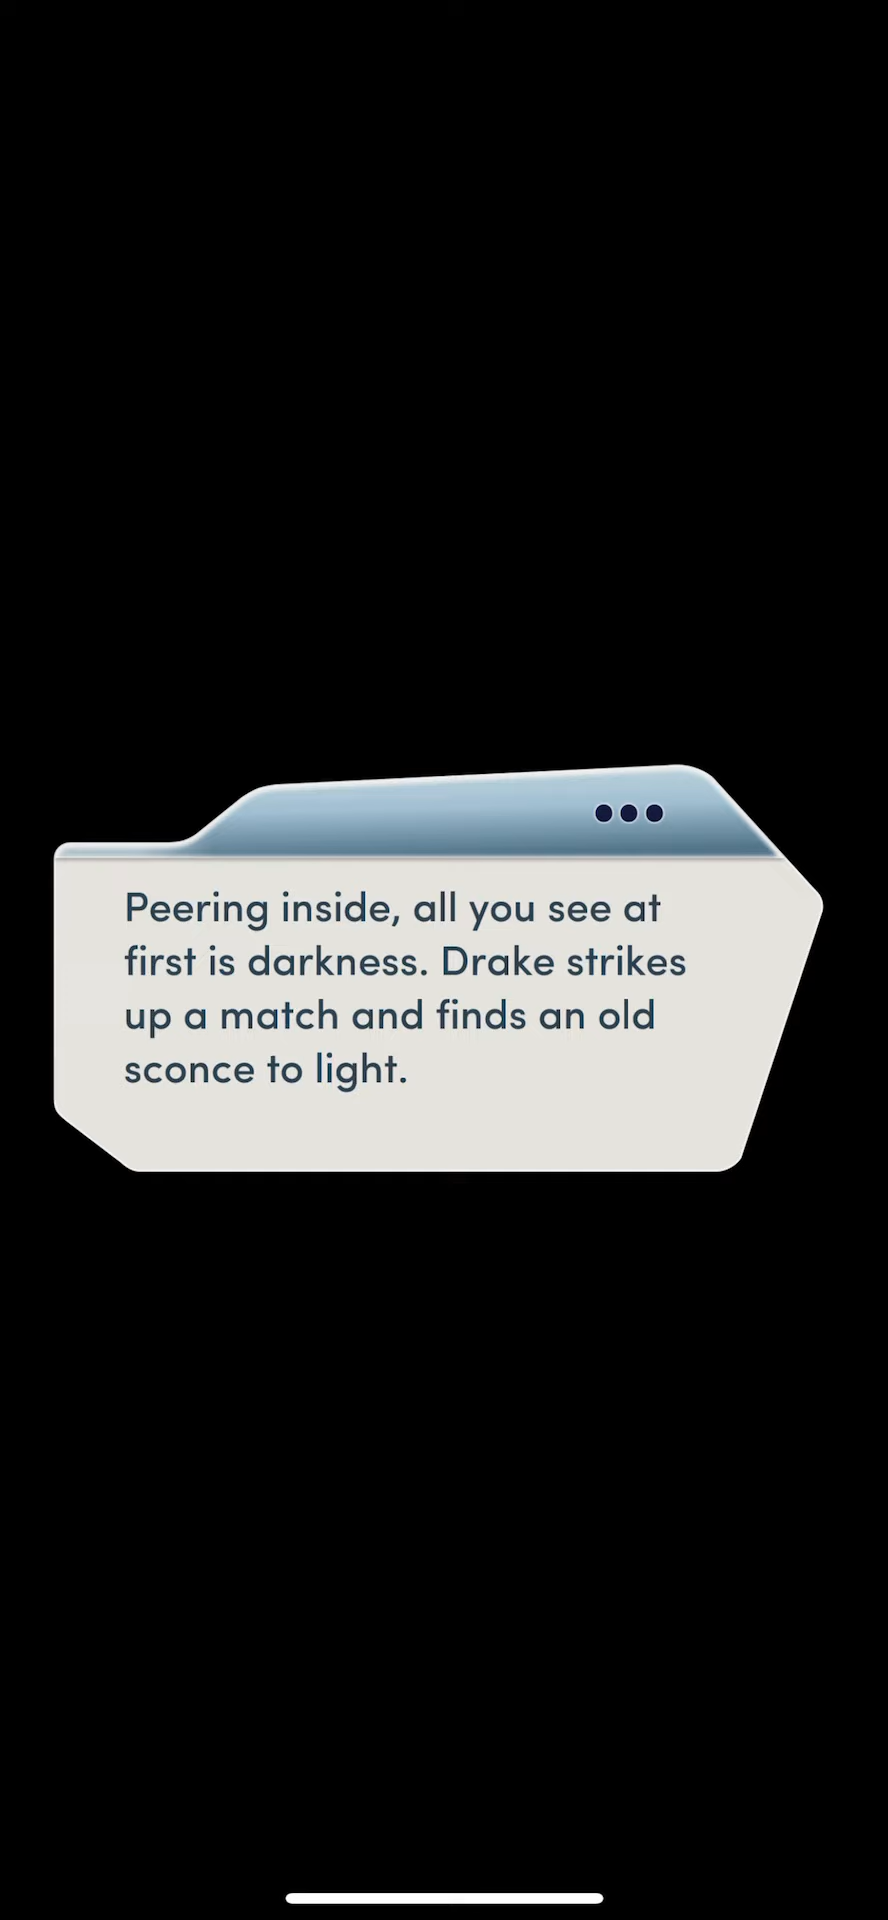 Peering inside, all you see at
first is darkness. Drake strikes
up a match and finds an old
sconce to light.